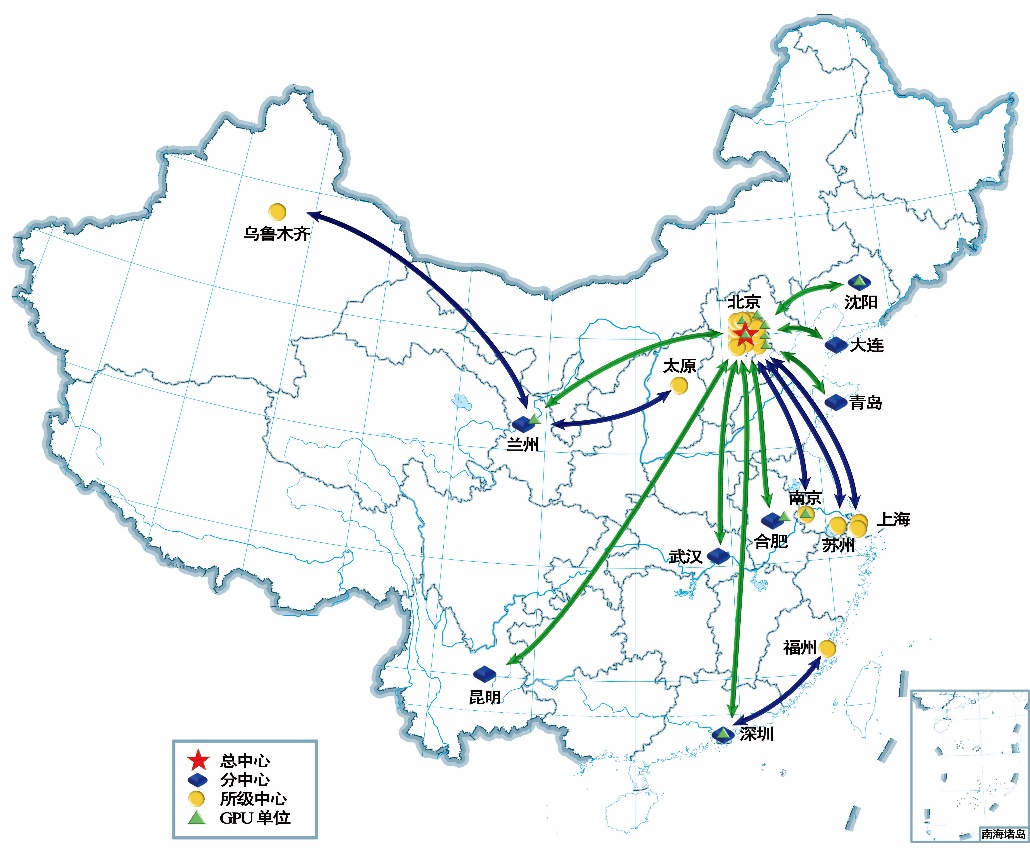 乌鲁木齐
北京
沈阳
大连
太原
青岛
兰州
南京
上海
合肥
苏州
武汉
福州
昆明
深圳
总中心
分中心
所级中心
GPU 单位
南海诸岛